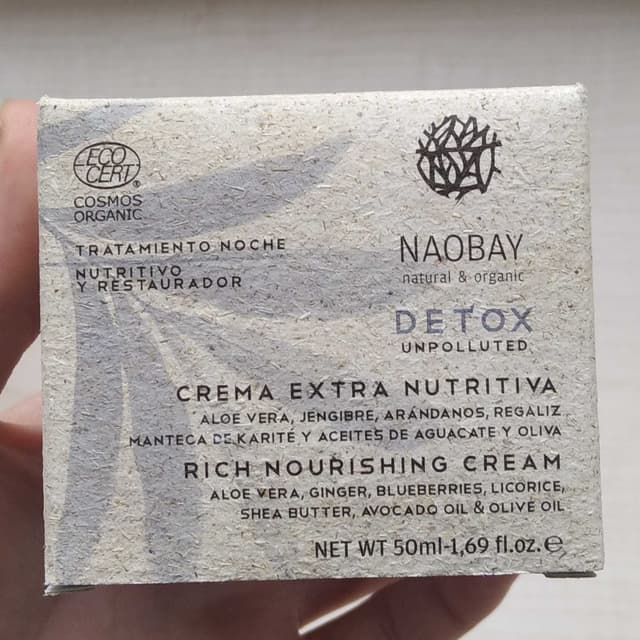 ECO
CERT®
COSMOS
ORGANIC
TRATAMIENTO NOCHE
NUTRITIVO
Y RESTAURADOR
NAOBAY
natural & organic
DETOX
UNPOLLUTED
CREMA EXTRA NUTRITIVA
ALOE VERA, JENGIBRE, ARÁNDANOS, REGALIZ
MANTECA DE KARITÉ Y ACEITES DE AGUACATE Y OLIVA
RICH NOURISHING CREAM
ALOE VERA, GINGER, BLUEBERRIES, LICORICE,
SHEA BUTTER, AVOCADO OIL & OLIVE OIL
NET WT 50ml-1,69 fl.oz.℮